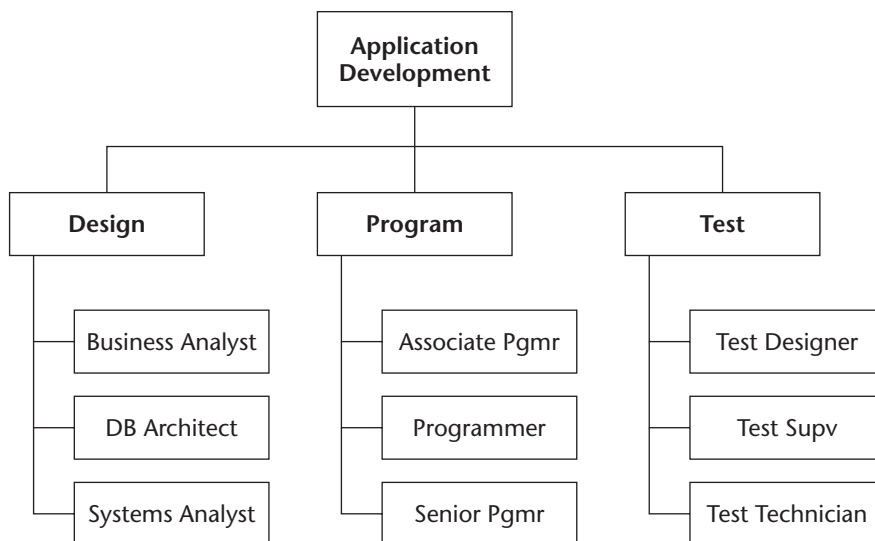 Application
Development
Design
Program
Test
Business Analyst
Associate Pgmr
Test Designer
DB Architect
Programmer
Test Supv
Systems Analyst
Senior Pgmr
Test Technician